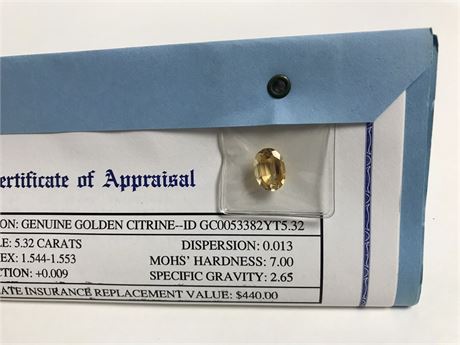 ertificate of Appraisal
ON: GENUINE GOLDEN CITRINE--ID GC0053382YT5.32
LE: 5.32 CARATS DISPERSION: 0.013
EX: 1.544-1.553 MOHS' HARDNESS: 7.00
CTION: +0.009 SPECIFIC GRAVITY: 2.65
ATE INSURANCE REPLACEMENT VALUE: $440.00